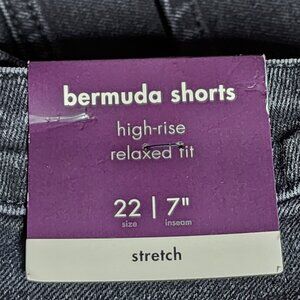 bermuda shorts
high-rise
relaxed fit
22 | 7"
size inseam
stretch